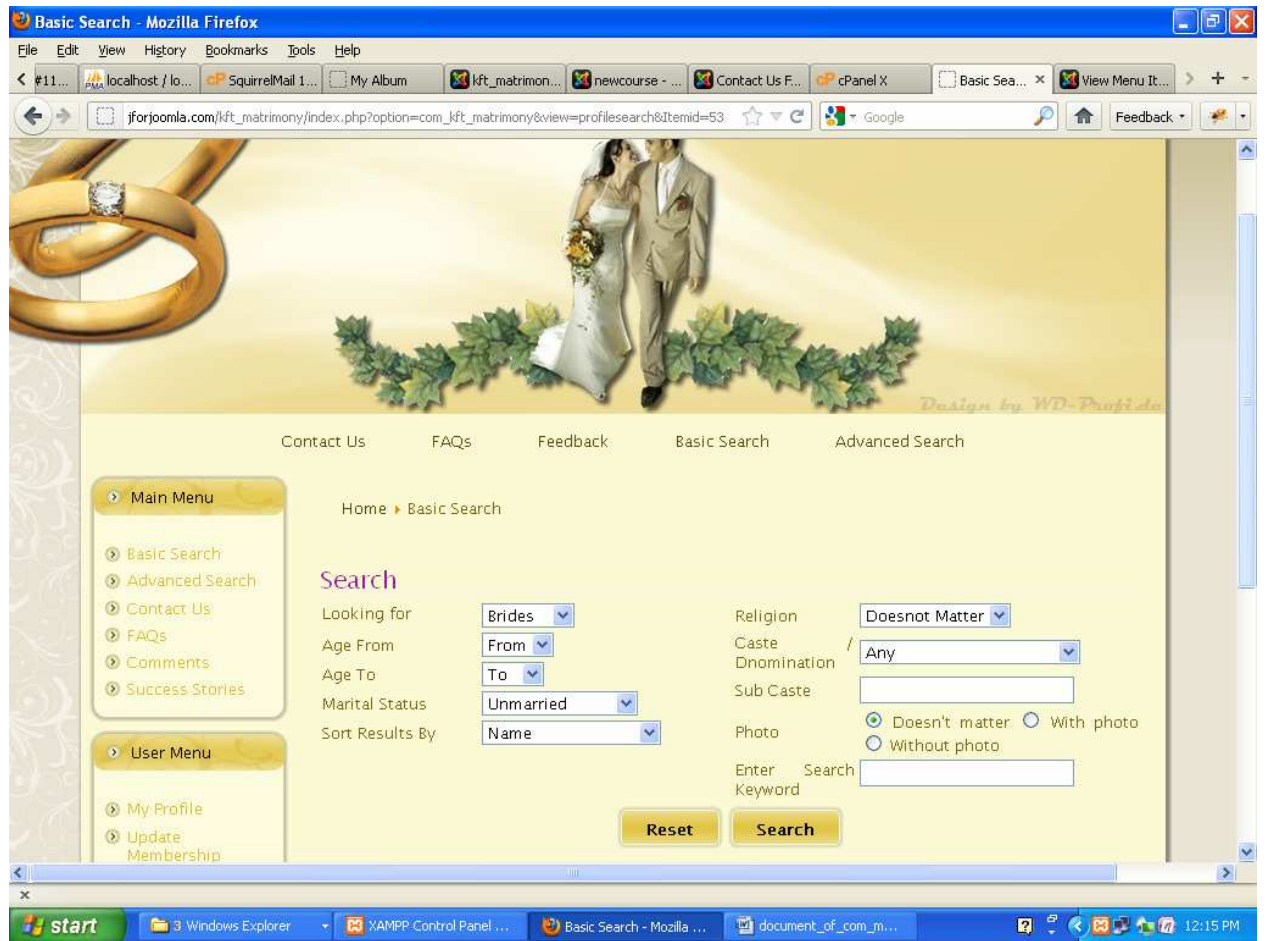 Basic Search - Mozilla Firefox
File Edit View History Bookmarks Tools Help
#11... localhost / lo... SquirrelMail 1... My Album kft_matrimon... newcourse - ... Contact Us F... cPanel X Basic Sea... View Menu It...
jforjoomla.com/kft_matrimony/index.php?option=com_kft_matrimony&view=profilesearch&Itemid=53 Google Feedback
Design by WD-Profi.de
Contact Us FAQs Feedback Basic Search Advanced Search
Main Menu
Basic Search
Advanced Search
Contact Us
FAQs
Comments
Success Stories
User Menu
My Profile
Update
Membership
Home Basic Search
Search
Looking for Brides
Age From From
Age To To
Marital Status Unmarried
Sort Results By Name
Religion Doesnot Matter
Caste /
Dnomination Any
Sub Caste
Photo Doesn't matter With photo
Without photo
Enter Search
Keyword
Reset Search
start 3 Windows Explorer XAMPP Control Panel ... Basic Search - Mozilla ... document_of_com_m... 12:15 PM